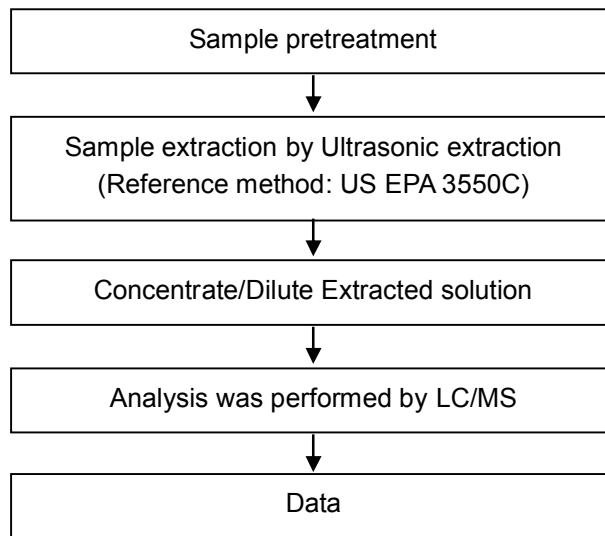 Sample pretreatment
Sample extraction by Ultrasonic extraction
(Reference method: US EPA 3550C)
Concentrate/Dilute Extracted solution
Analysis was performed by LC/MS
Data